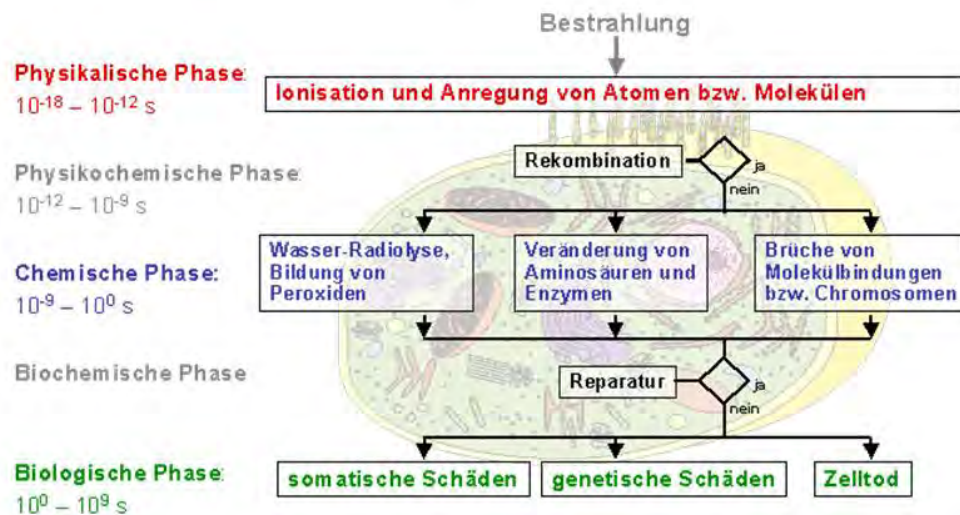 Bestrahlung
Physikalische Phase:
10⁻¹⁸ – 10⁻¹² s
Ionisation und Anregung von Atomen bzw. Molekülen
Physikochemische Phase:
10⁻¹² – 10⁻⁹ s
Rekombination
ja
nein
Chemische Phase:
10⁻⁹ – 10⁰ s
Wasser-Radiolyse,
Bildung von
Peroxiden
Veränderung von
Aminosäuren und
Enzymen
Brüche von
Molekülbindungen
bzw. Chromosomen
Biochemische Phase
Reparatur
ja
nein
Biologische Phase:
10⁰ – 10⁹ s
somatische Schäden
genetische Schäden
Zelltod